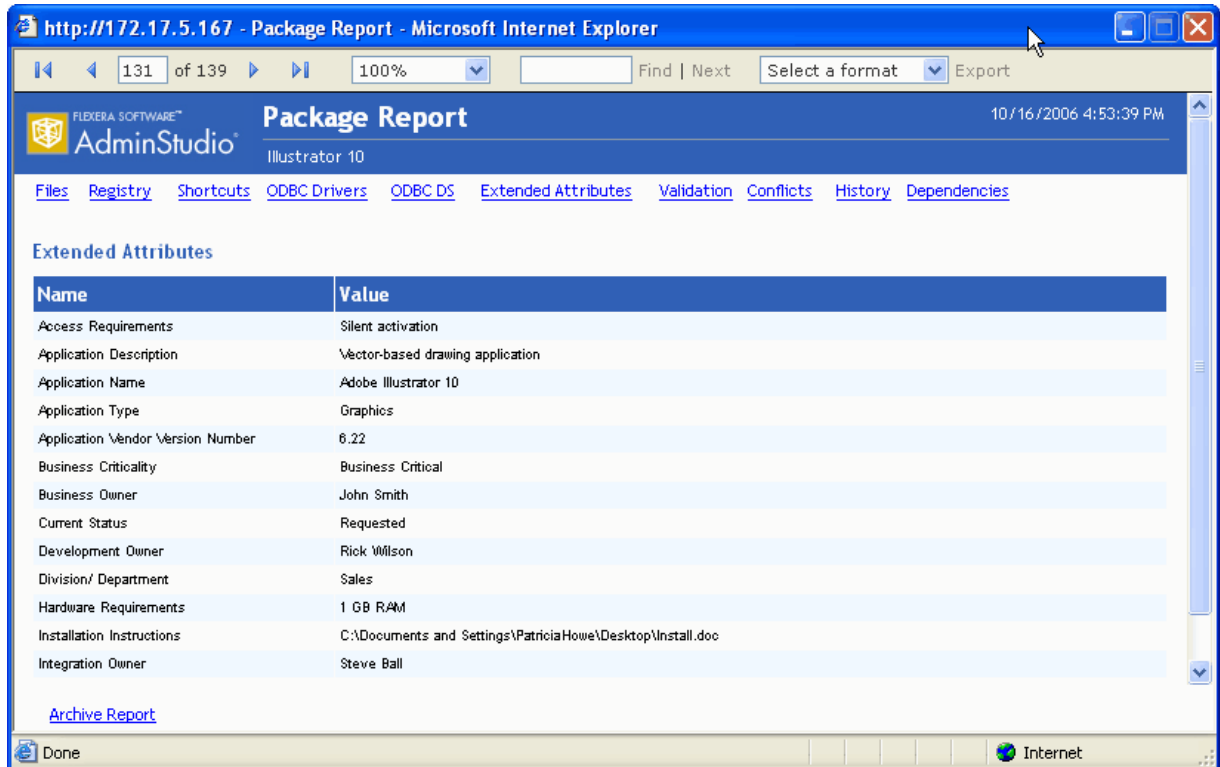 http://172.17.5.167 - Package Report - Microsoft Internet Explorer
131 of 139 100% Find | Next Select a format Export
FLEXERA SOFTWARE™
AdminStudio®
Package Report
10/16/2006 4:53:39 PM
Illustrator 10
Files Registry Shortcuts ODBC Drivers ODBC DS Extended Attributes Validation Conflicts History Dependencies
Extended Attributes
Name Value
Access Requirements Silent activation
Application Description Vector-based drawing application
Application Name Adobe Illustrator 10
Application Type Graphics
Application Vendor Version Number 6.22
Business Criticality Business Critical
Business Owner John Smith
Current Status Requested
Development Owner Rick Wilson
Division/ Department Sales
Hardware Requirements 1 GB RAM
Installation Instructions C:\Documents and Settings\PatriciaHowe\Desktop\Install.doc
Integration Owner Steve Ball
Archive Report
Done Internet